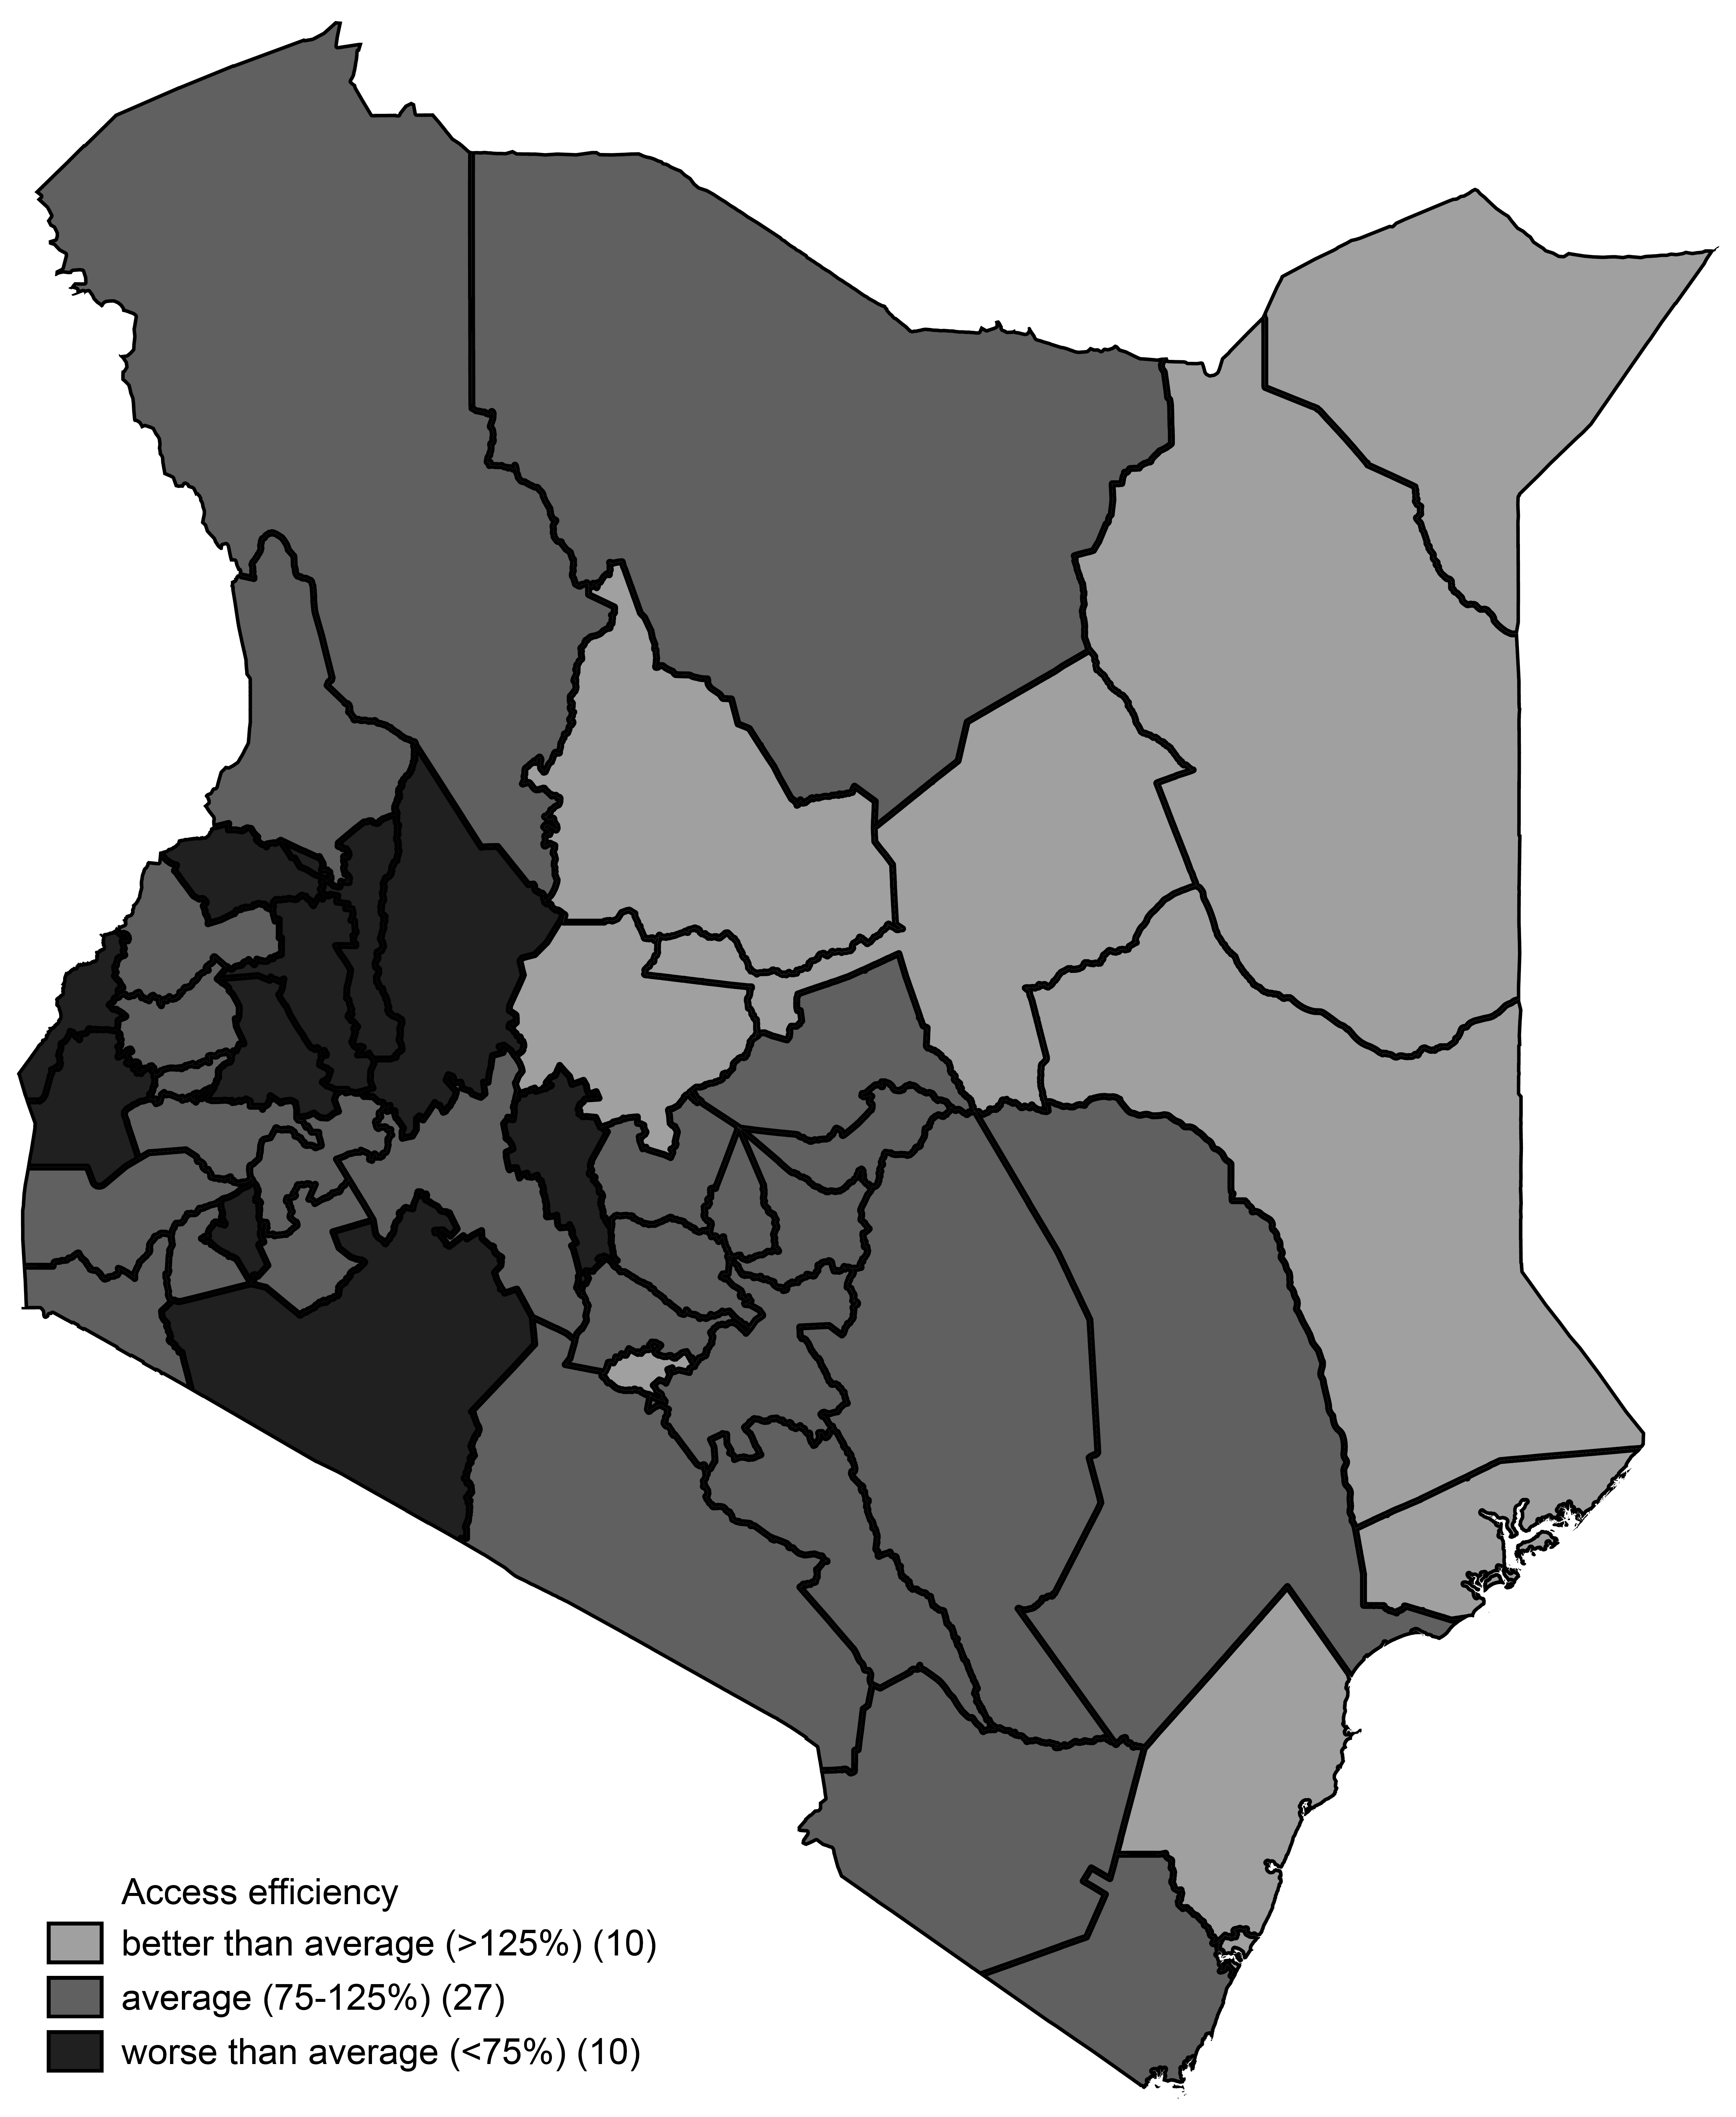 Access efficiency
better than average (>125%) (10)
average (75-125%) (27)
worse than average (<75%) (10)